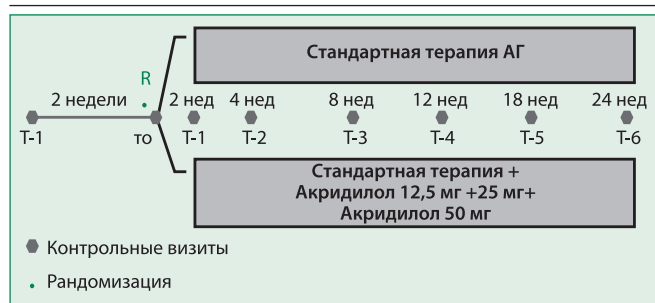 Стандартная терапия АГ
R
2 недели 2 нед 4 нед 8 нед 12 нед 18 нед 24 нед
Т-1 то Т-1 Т-2 Т-3 Т-4 Т-5 Т-6
Стандартная терапия +
Акридилол 12,5 мг +25 мг+
Акридилол 50 мг
Контрольные визиты
Рандомизация